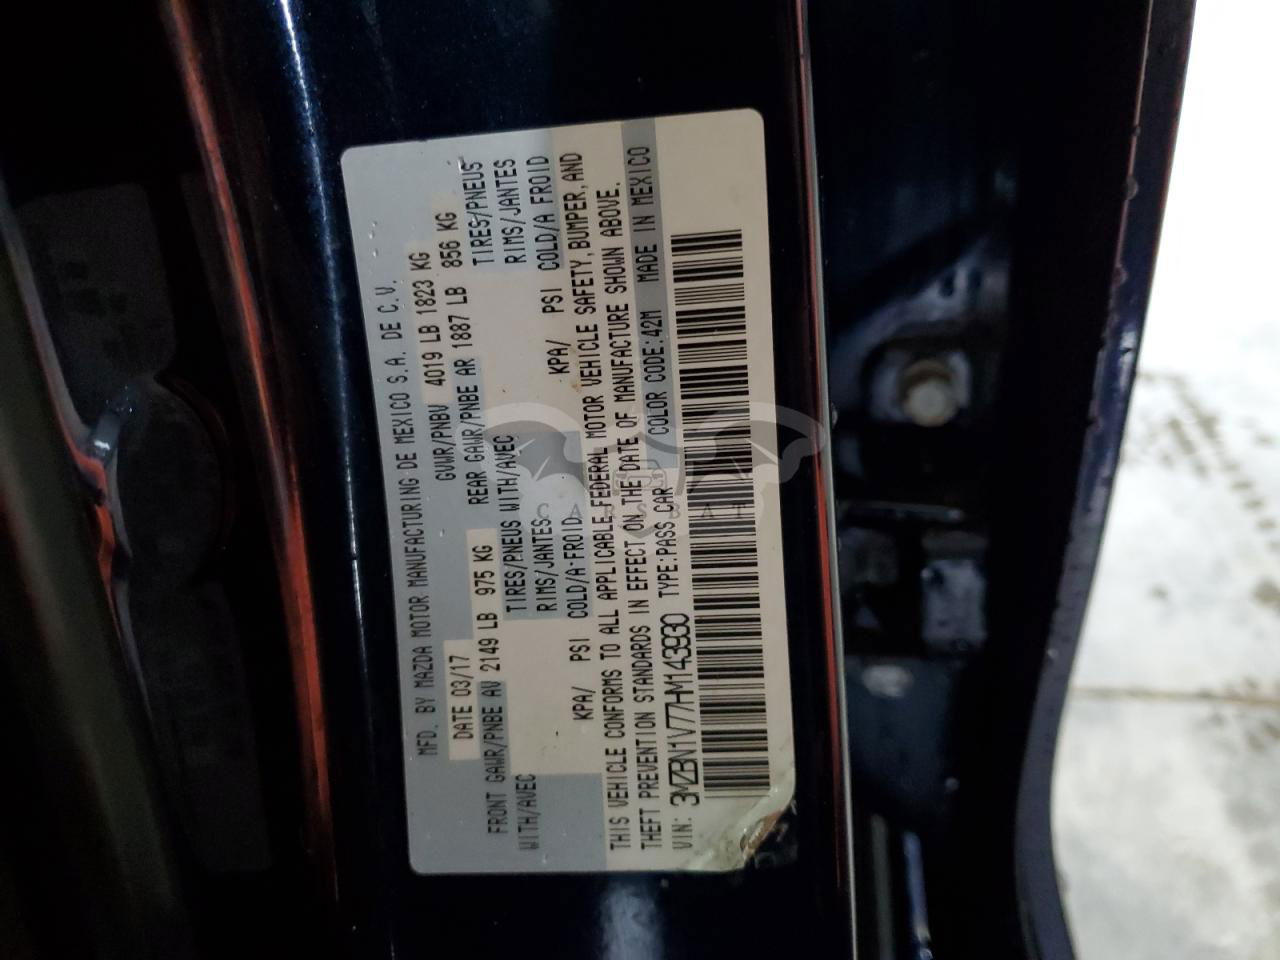 MFD. BY MAZDA MOTOR MANUFACTURING DE MEXICO S.A. DE C.V.
DATE 03/17 GVWR/PNBV 4019 LB 1823 KG
FRONT GAWR/PNBE AV 2149 LB 975 KG REAR GAWR/PNBE AR 1887 LB 856 KG
WITH/AVEC TIRES/PNEUS WITH/AVEC TIRES/PNEUS
RIMS/JANTES RIMS/JANTES
KPA/ PSI COLD/A FROID KPA/ PSI COLD/A FROID
THIS VEHICLE CONFORMS TO ALL APPLICABLE FEDERAL MOTOR VEHICLE SAFETY, BUMPER, AND
THEFT PREVENTION STANDARDS IN EFFECT ON THE DATE OF MANUFACTURE SHOWN ABOVE.
VIN: 3MZBN1V77HM143930 TYPE:PASS CAR COLOR CODE:42M MADE IN MEXICO
CARSBAT